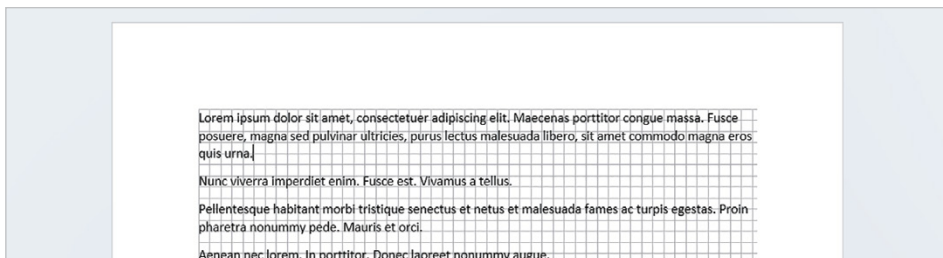 Lorem ipsum dolor sit amet, consectetuer adipiscing elit. Maecenas porttitor congue massa. Fusce
posuere, magna sed pulvinar ultricies, purus lectus malesuada libero, sit amet commodo magna eros
quis urna.
Nunc viverra imperdiet enim. Fusce est. Vivamus a tellus.
Pellentesque habitant morbi tristique senectus et netus et malesuada fames ac turpis egestas. Proin
pharetra nonummy pede. Mauris et orci.
Aenean nec lorem. In porttitor. Donec laoreet nonummy augue.